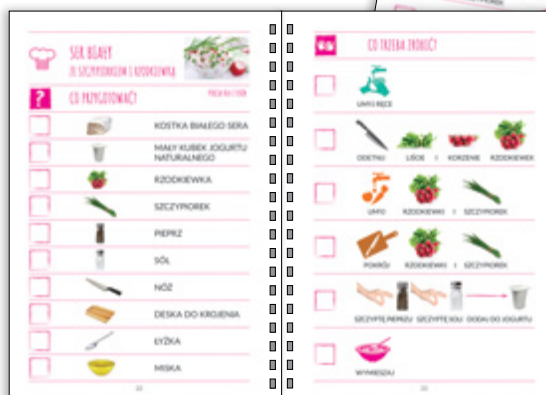 SER BIAŁY
ZE SZCZYPIORKIEM I RZODKIEWKĄ
CO PRZYGOTOWAĆ?
KOSTKA BIAŁEGO SERA
MAŁY KUBEK JOGURTU
NATURALNEGO
RZODKIEWKA
SZCZYPIOREK
PIEPRZ
SÓL
NÓŻ
DESKA DO KROJENIA
ŁYŻKA
MISKA
CO TRZEBA ZROBIĆ?
UMYJ RĘCE
ODETNIJ LIŚCIE I KORZENIE RZODKIEWEK
UMYJ RZODKIEWKI I SZCZYPIOREK
POKRÓJ RZODKIEWKI I SZCZYPIOREK
SZCZYPTĘ PIEPRZU SZCZYPTĘ SOLI DODAJ DO JOGURTU
WYMIESZAJ